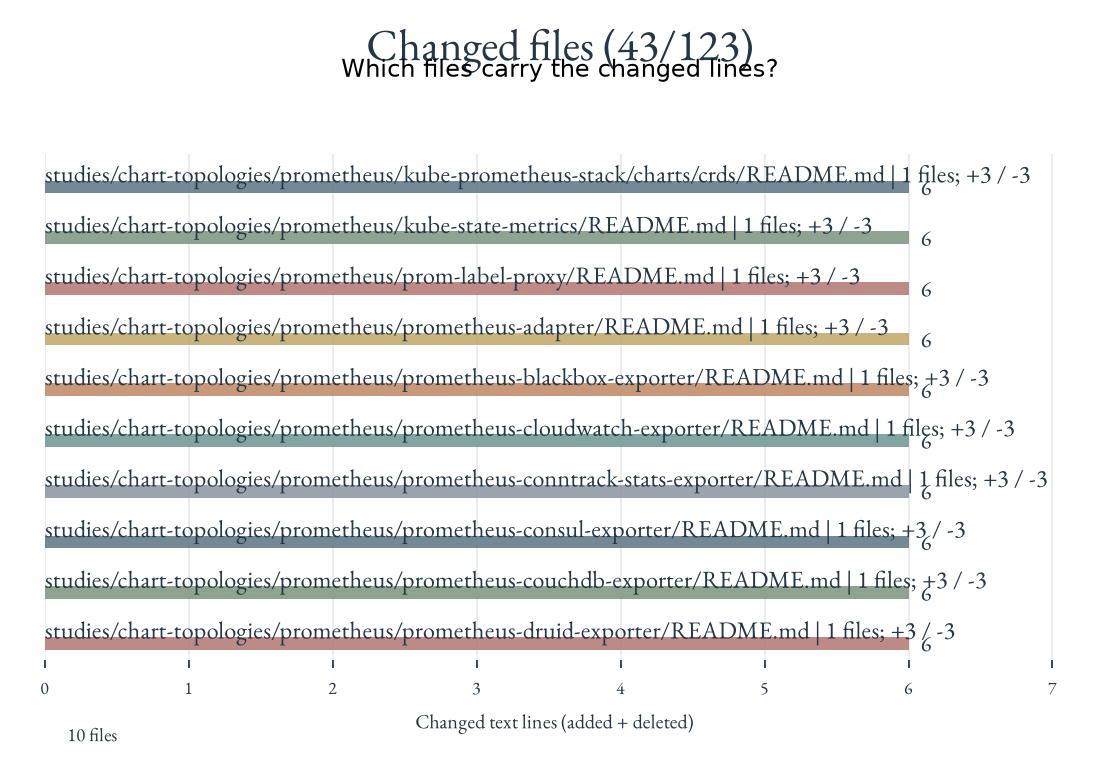 Changed files (43/123)
Which files carry the changed lines?
studies/chart-topologies/prometheus/kube-prometheus-stack/charts/crds/README.md | 1 files; +3 / -3
6
studies/chart-topologies/prometheus/kube-state-metrics/README.md | 1 files; +3 / -3
6
studies/chart-topologies/prometheus/prom-label-proxy/README.md | 1 files; +3 / -3
6
studies/chart-topologies/prometheus/prometheus-adapter/README.md | 1 files; +3 / -3
6
studies/chart-topologies/prometheus/prometheus-blackbox-exporter/README.md | 1 files; +3 / -3
6
studies/chart-topologies/prometheus/prometheus-cloudwatch-exporter/README.md | 1 files; +3 / -3
6
studies/chart-topologies/prometheus/prometheus-conntrack-stats-exporter/README.md | 1 files; +3 / -3
6
studies/chart-topologies/prometheus/prometheus-consul-exporter/README.md | 1 files; +3 / -3
6
studies/chart-topologies/prometheus/prometheus-couchdb-exporter/README.md | 1 files; +3 / -3
6
studies/chart-topologies/prometheus/prometheus-druid-exporter/README.md | 1 files; +3 / -3
6
0 1 2 3 4 5 6 7
Changed text lines (added + deleted)
10 files